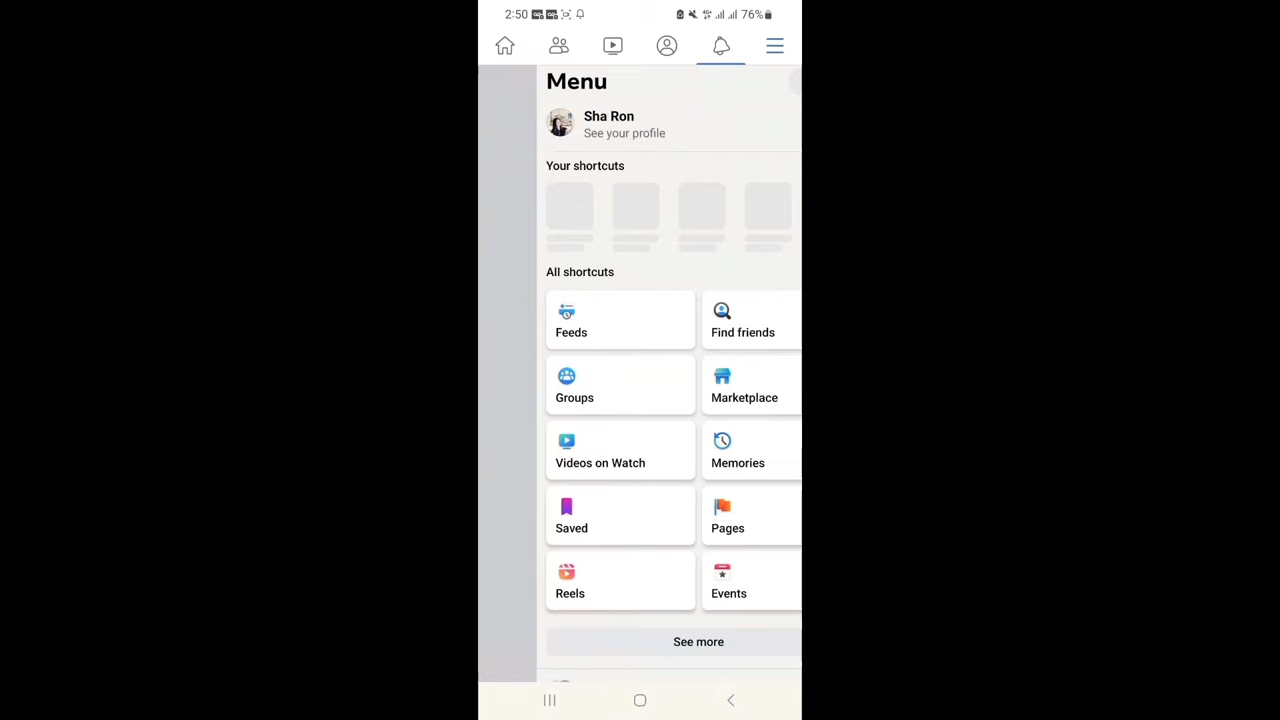 2:50 76%
Menu
Sha Ron
See your profile
Your shortcuts
All shortcuts
Feeds
Find friends
Groups
Marketplace
Videos on Watch
Memories
Saved
Pages
Reels
Events
See more